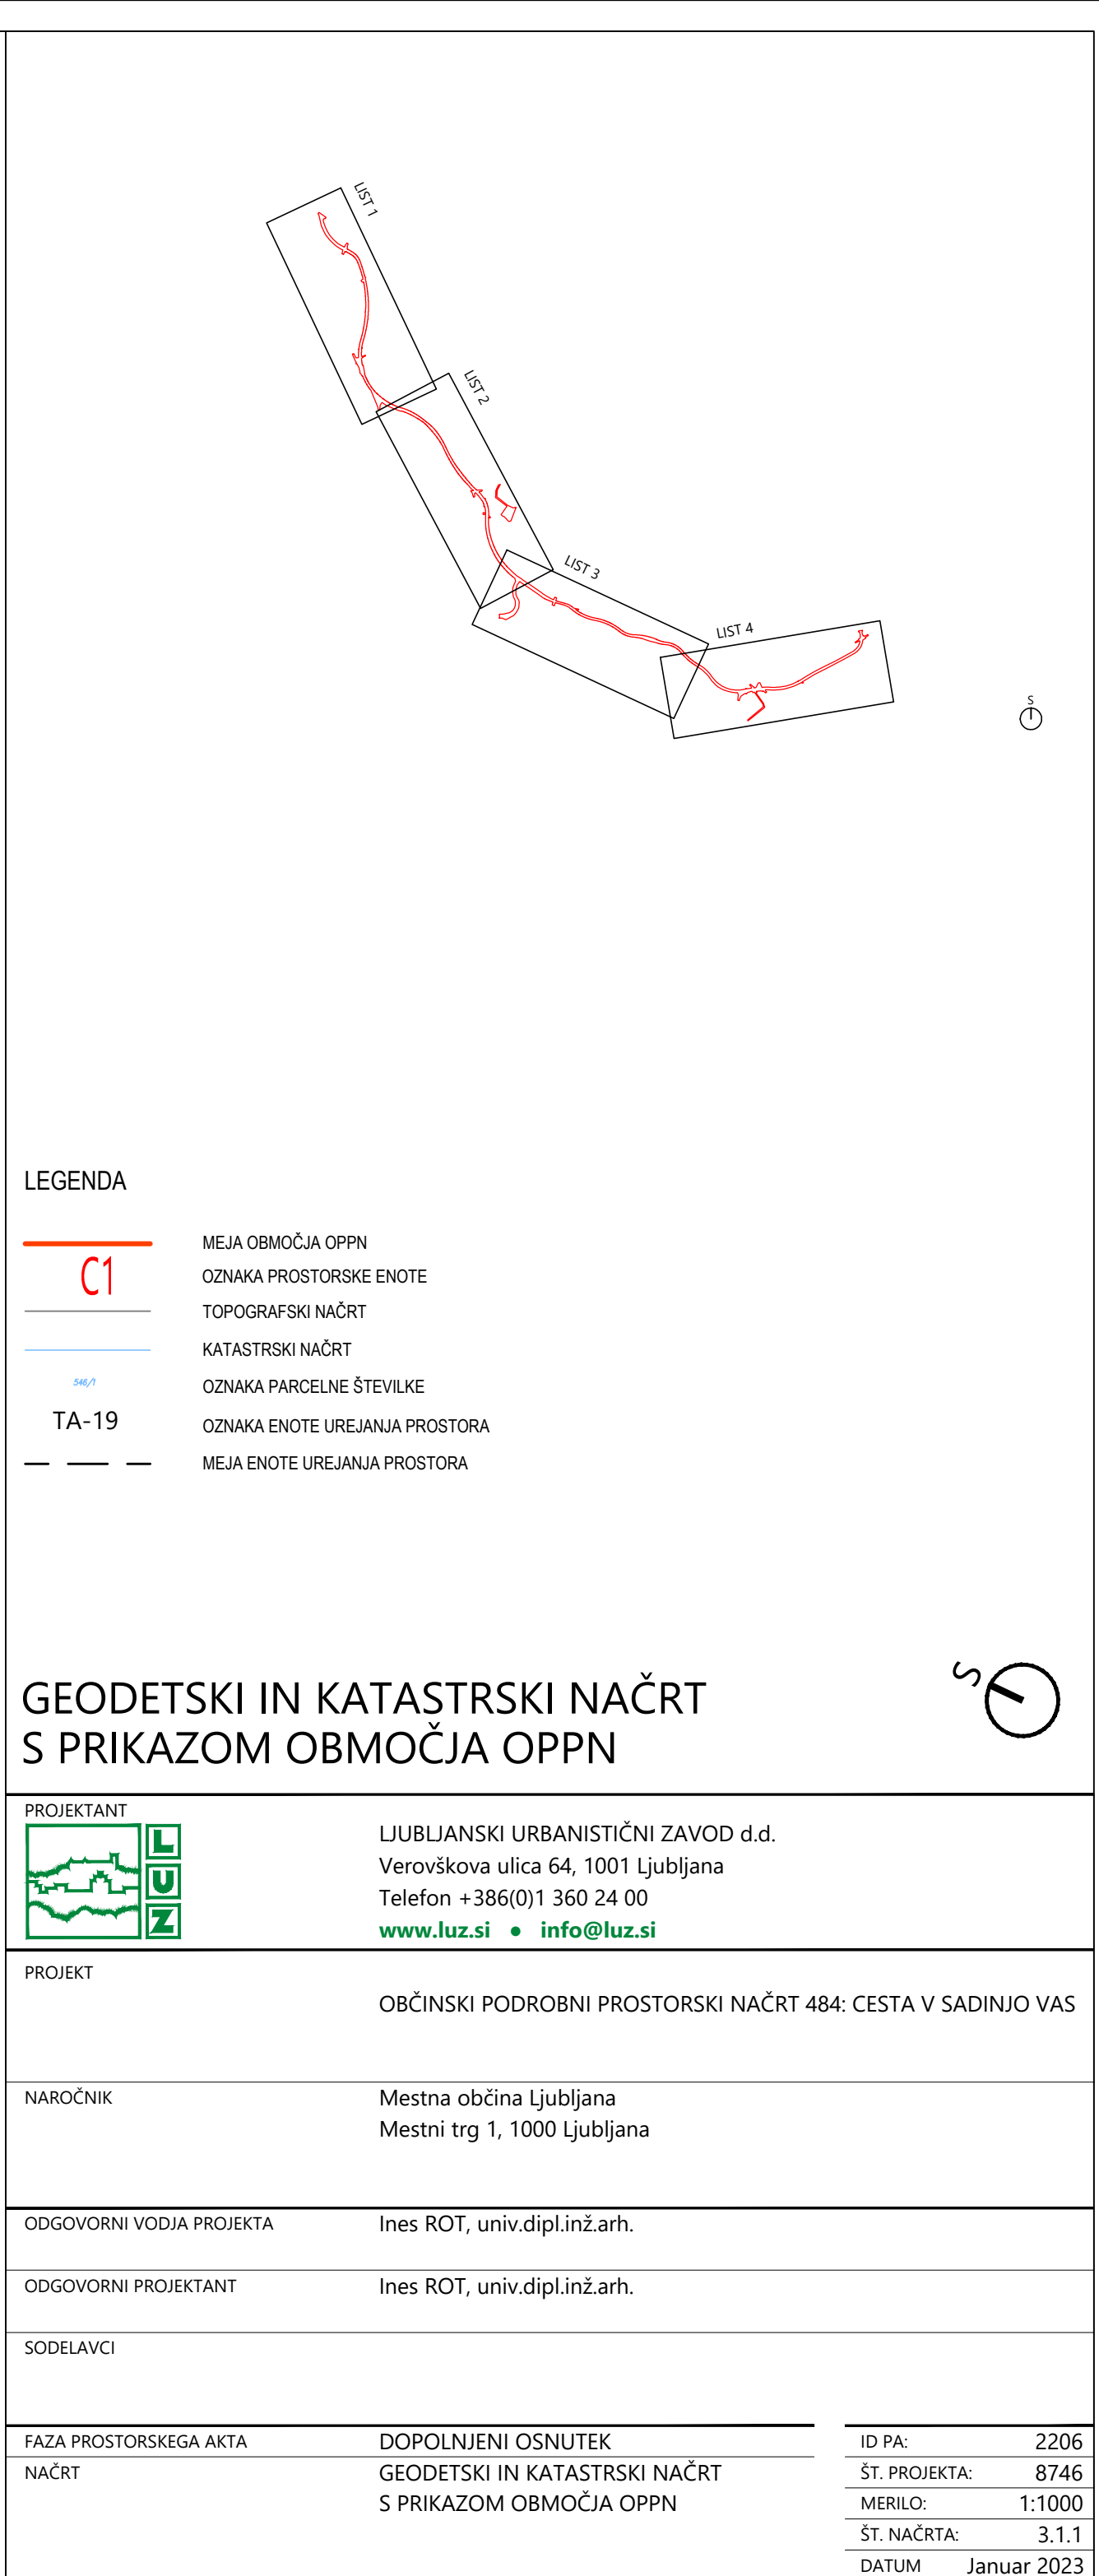 LIST 1
LIST 2
LIST 3
LIST 4
S
LEGENDA
MEJA OBMOČJA OPPN
C1 OZNAKA PROSTORSKE ENOTE
TOPOGRAFSKI NAČRT
KATASTRSKI NAČRT
546/1 OZNAKA PARCELNE ŠTEVILKE
TA-19 OZNAKA ENOTE UREJANJA PROSTORA
MEJA ENOTE UREJANJA PROSTORA
S
GEODETSKI IN KATASTRSKI NAČRT
S PRIKAZOM OBMOČJA OPPN
PROJEKTANT
L
U
Z
LJUBLJANSKI URBANISTIČNI ZAVOD d.d.
Verovškova ulica 64, 1001 Ljubljana
Telefon +386(0)1 360 24 00
www.luz.si ● info@luz.si
PROJEKT
OBČINSKI PODROBNI PROSTORSKI NAČRT 484: CESTA V SADINJO VAS
NAROČNIK Mestna občina Ljubljana
Mestni trg 1, 1000 Ljubljana
ODGOVORNI VODJA PROJEKTA Ines ROT, univ.dipl.inž.arh.
ODGOVORNI PROJEKTANT Ines ROT, univ.dipl.inž.arh.
SODELAVCI
FAZA PROSTORSKEGA AKTA DOPOLNJENI OSNUTEK
NAČRT GEODETSKI IN KATASTRSKI NAČRT
S PRIKAZOM OBMOČJA OPPN
ID PA: 2206
ŠT. PROJEKTA: 8746
MERILO: 1:1000
ŠT. NAČRTA: 3.1.1
DATUM Januar 2023